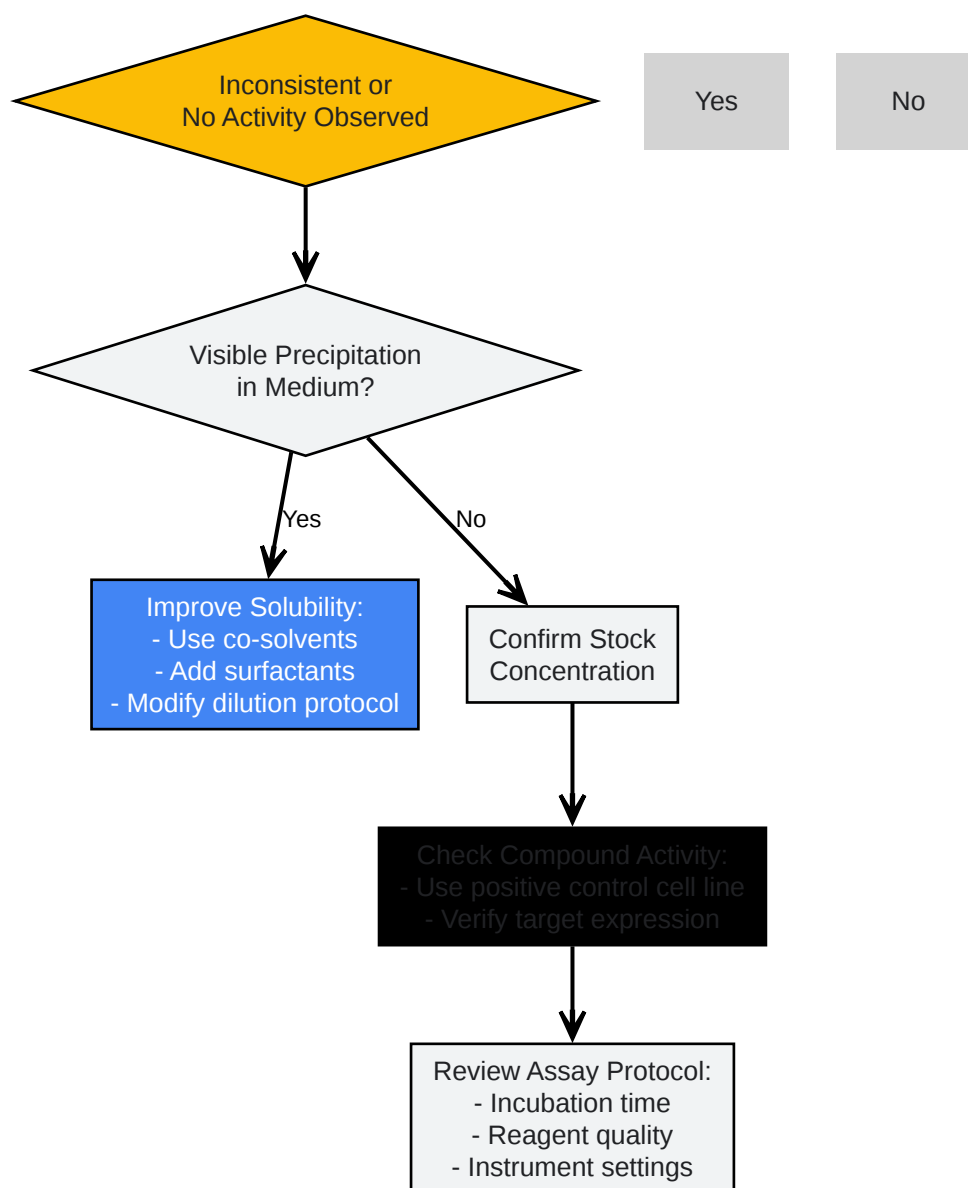 Inconsistent or
No Activity Observed
Yes
No
Visible Precipitation
in Medium?
Yes
No
Improve Solubility:
- Use co-solvents
- Add surfactants
- Modify dilution protocol
Confirm Stock
Concentration
Check Compound Activity:
- Use positive control cell line
- Verify target expression
Review Assay Protocol:
- Incubation time
- Reagent quality
- Instrument settings